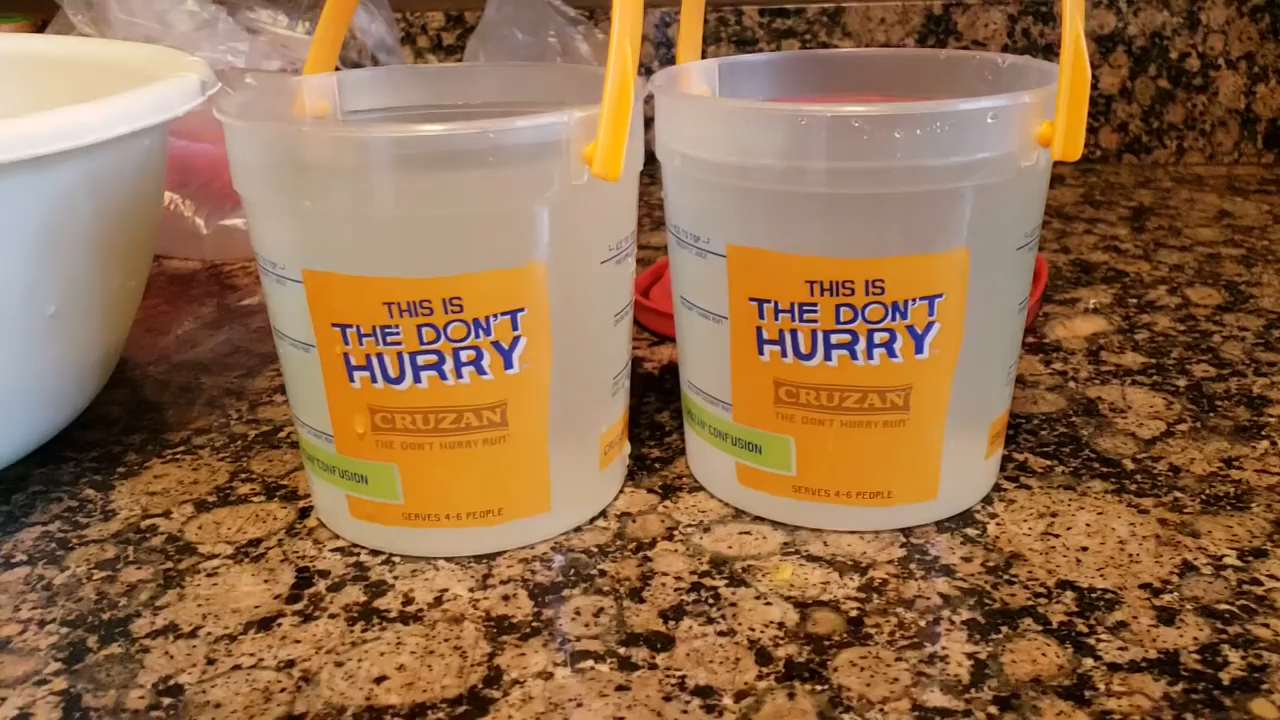 THIS IS
THE DON'T
HURRY
CRUZAN
THE DON'T HURRY RUM
CONFUSION
SERVES 4-6 PEOPLE
THIS IS
THE DON'T
HURRY
CRUZAN
THE DON'T HURRY RUM
CONFUSION
SERVES 4-6 PEOPLE